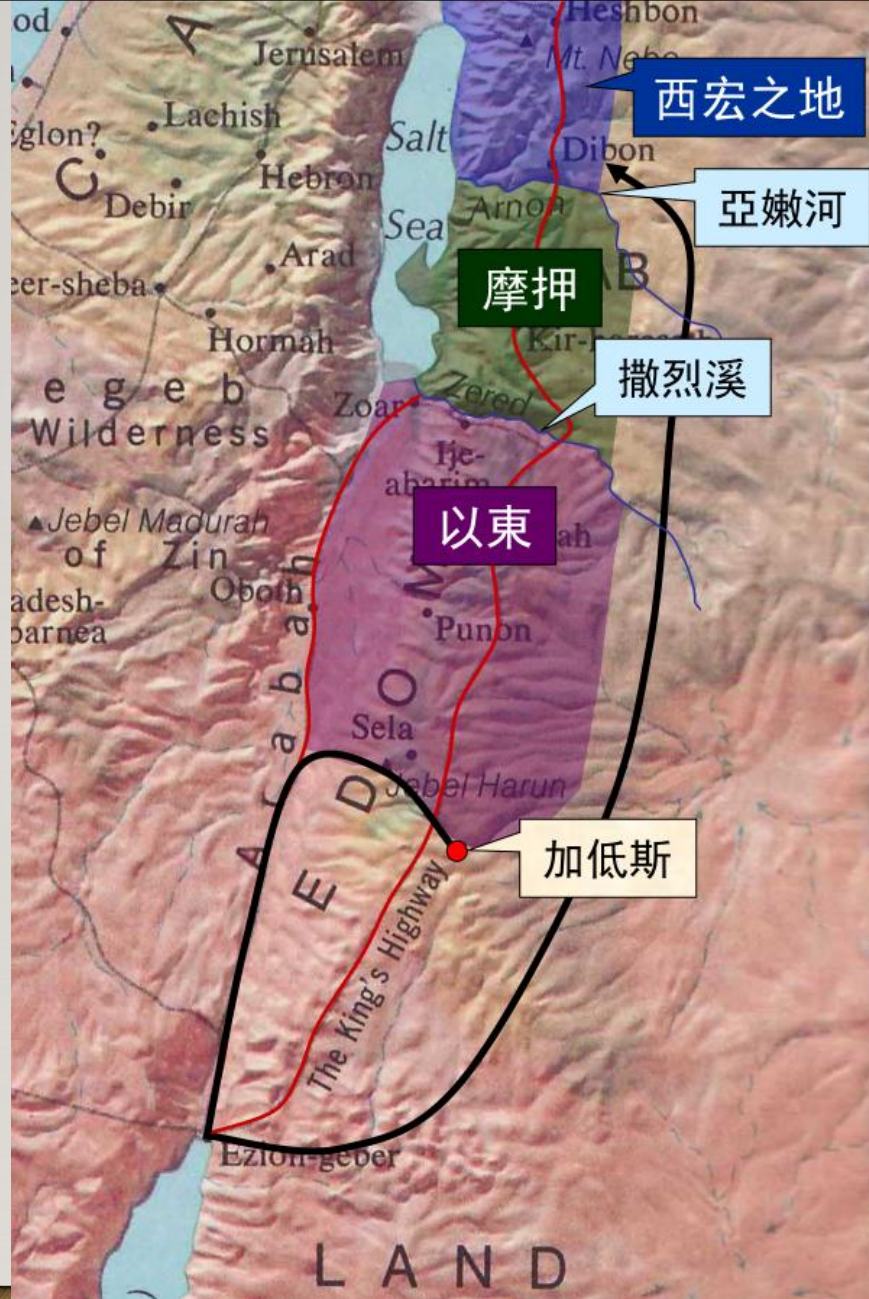 od
Heshbon
A
Jerusalem
Mt. Nebo
西宏之地
Lachish
Eglon?
Salt
Dibon
C
Hebron
Debir
Arnon
亞嫩河
Sea
Arad
摩押
AB
eer-sheba
Hormah
撒烈溪
e g e b
Zoar
Zered
Wilderness
Ije-
abarim
以東
ah
Jebel Madurah
of Zin
adesh-
barnea
Oboth
Punon
Arabah
Sela
Jebel Harun
EDOM
加低斯
The King's Highway
Ezion-geber
LAND